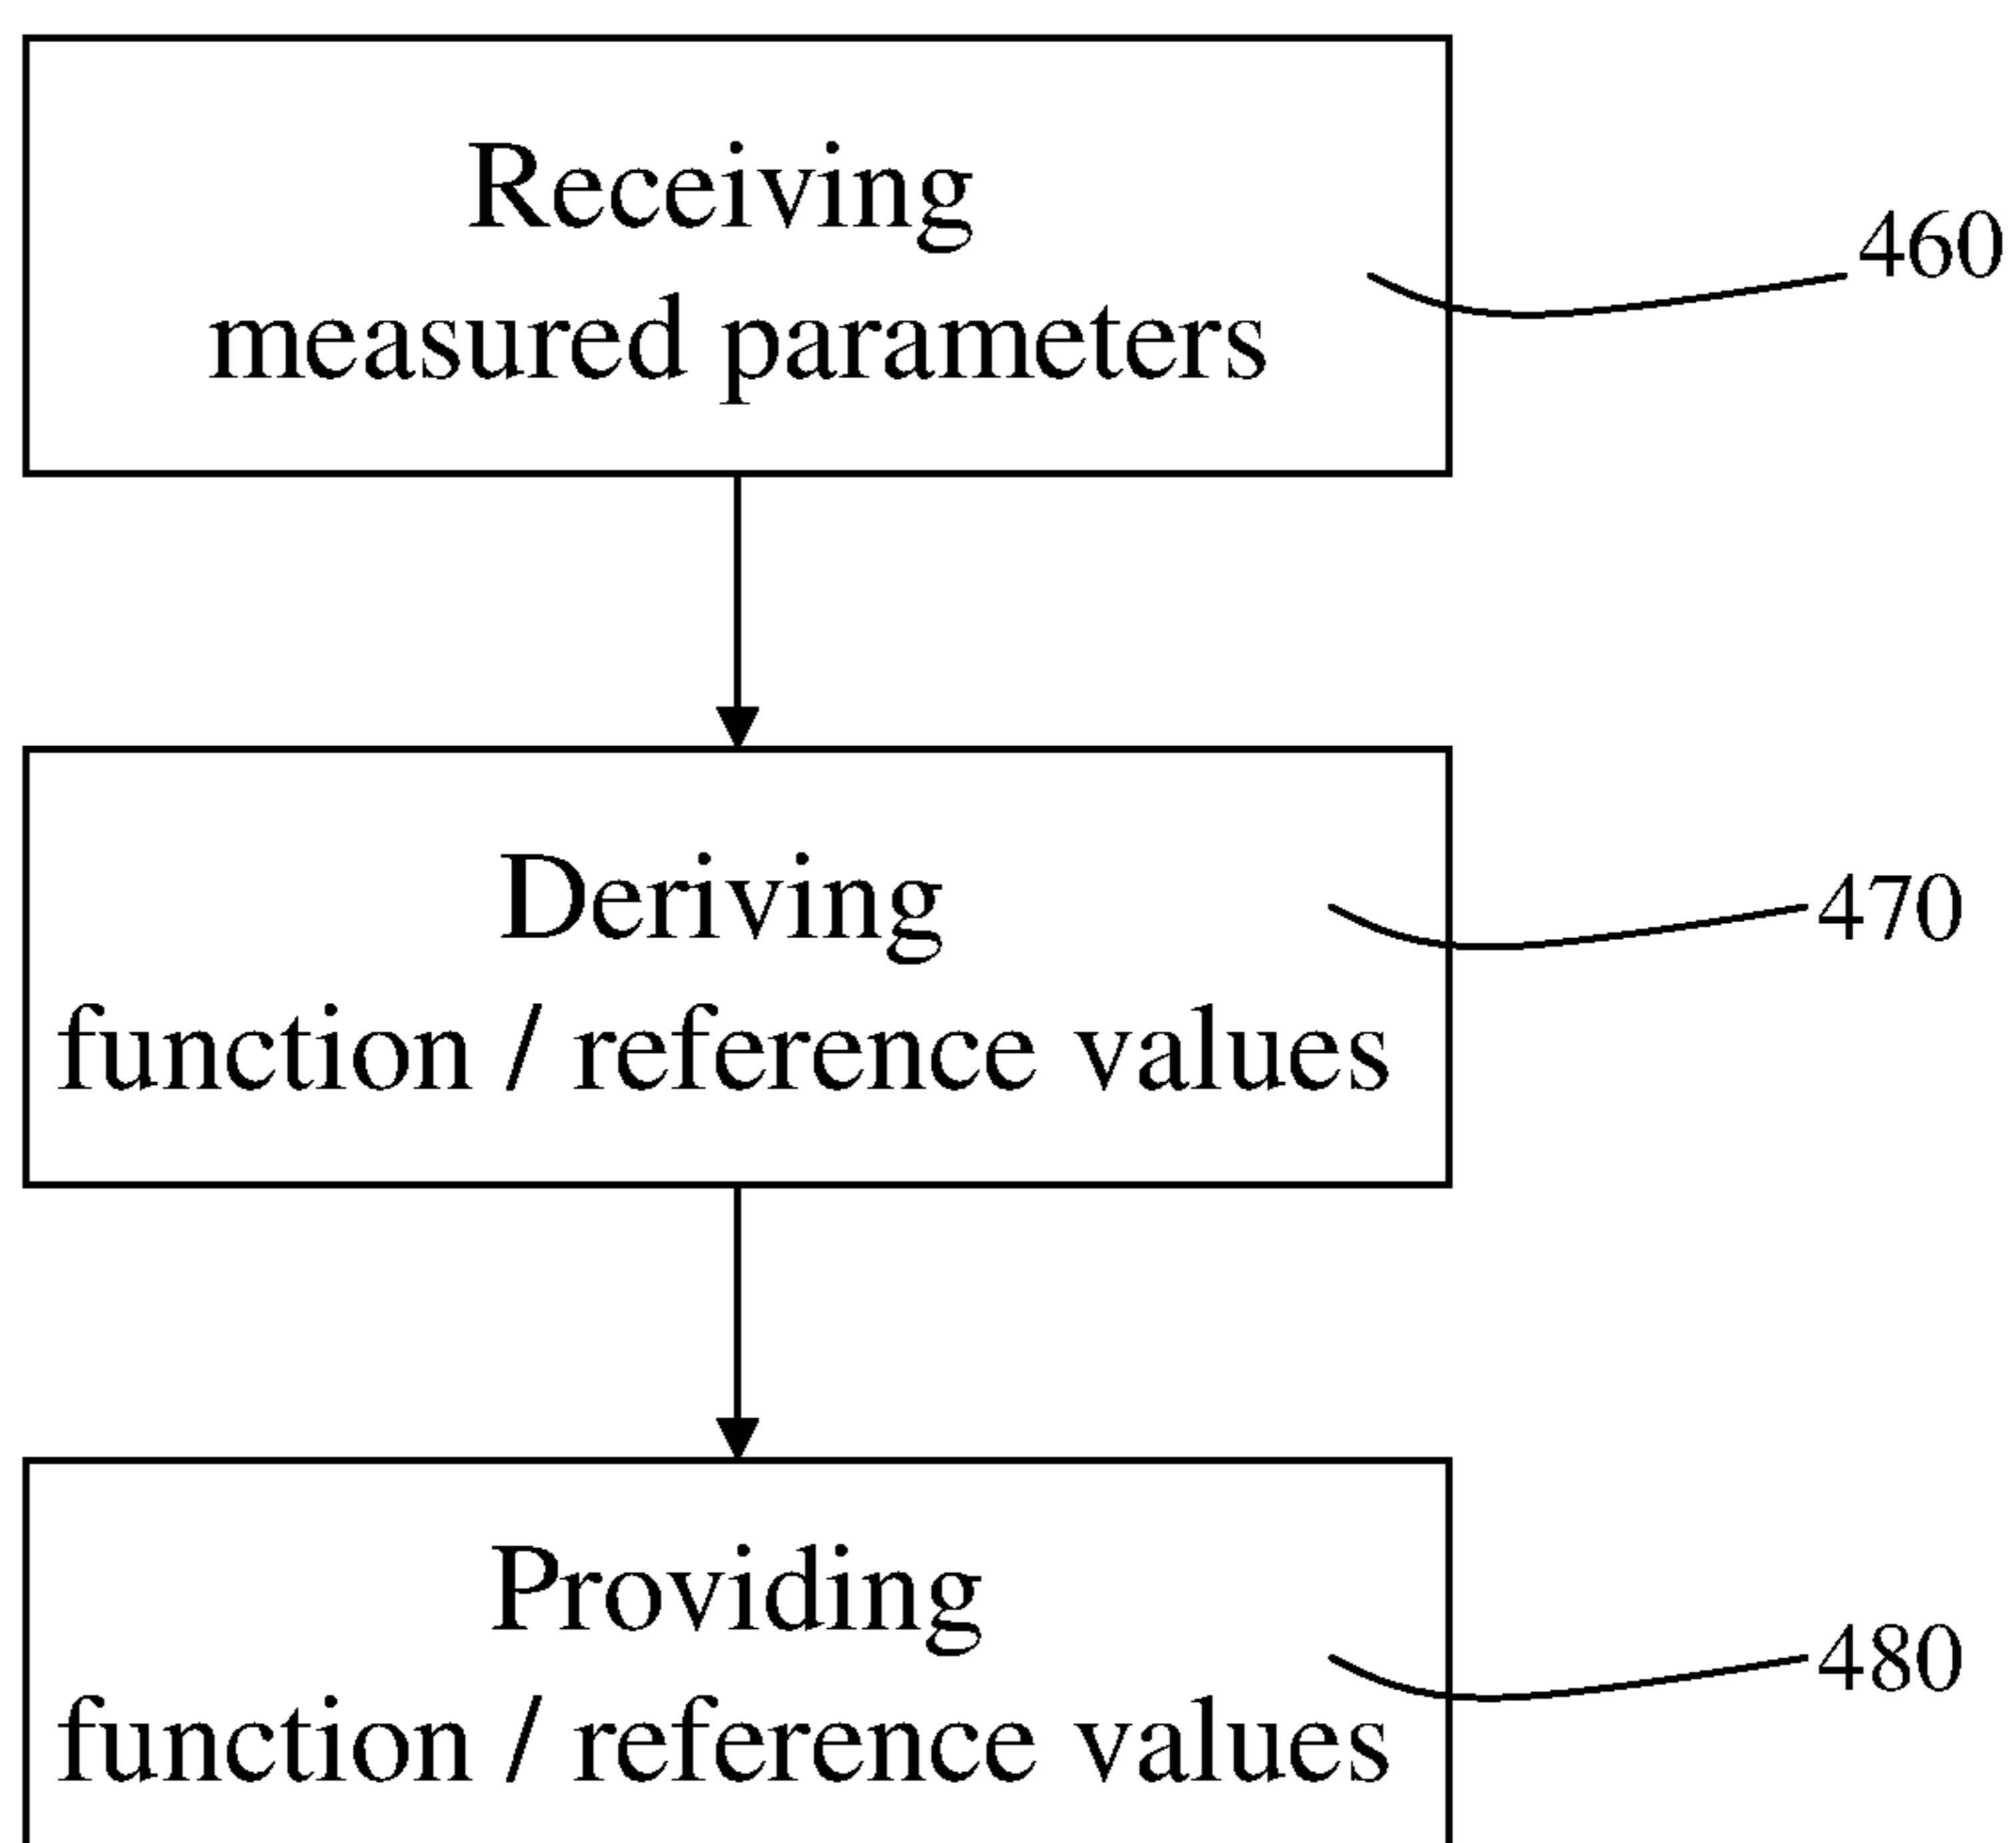 Receiving
measured parameters
460
Deriving
function / reference values
470
Providing
function / reference values
480